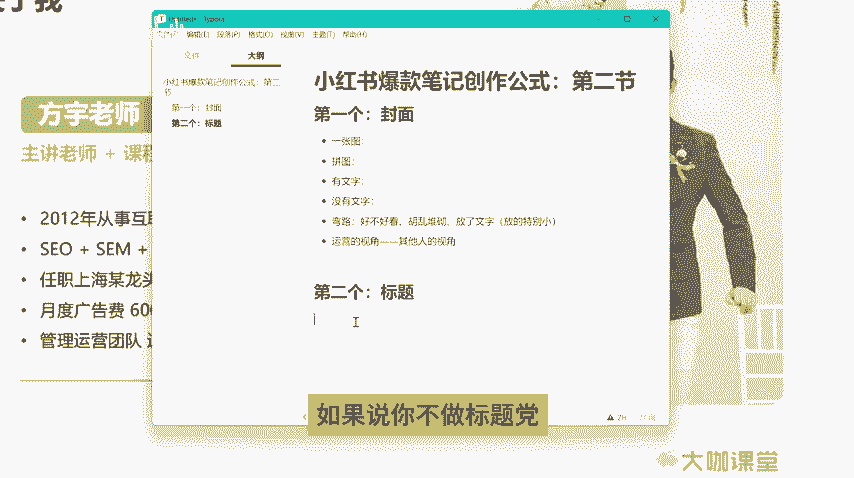 Untitled - Typora
编辑(E) 段落(P) 格式(O) 视图(V) 主题(T) 帮助(H)
文件 大纲
小红书爆款笔记创作公式：第二节
第一个：封面
第二个：标题
小红书爆款笔记创作公式：第二节
第一个：封面
一张图：
拼图：
有文字：
没有文字：
弯路：好不好看，胡乱堆砌，放了文字（放的特别小）
运营的视角——其他人的视角
第二个：标题
方宇老师
主讲老师 + 课程
2012年从事互联
SEO + SEM +
任职上海某龙头
月度广告费 600
管理运营团队
如果说你不做标题党
大咖课堂